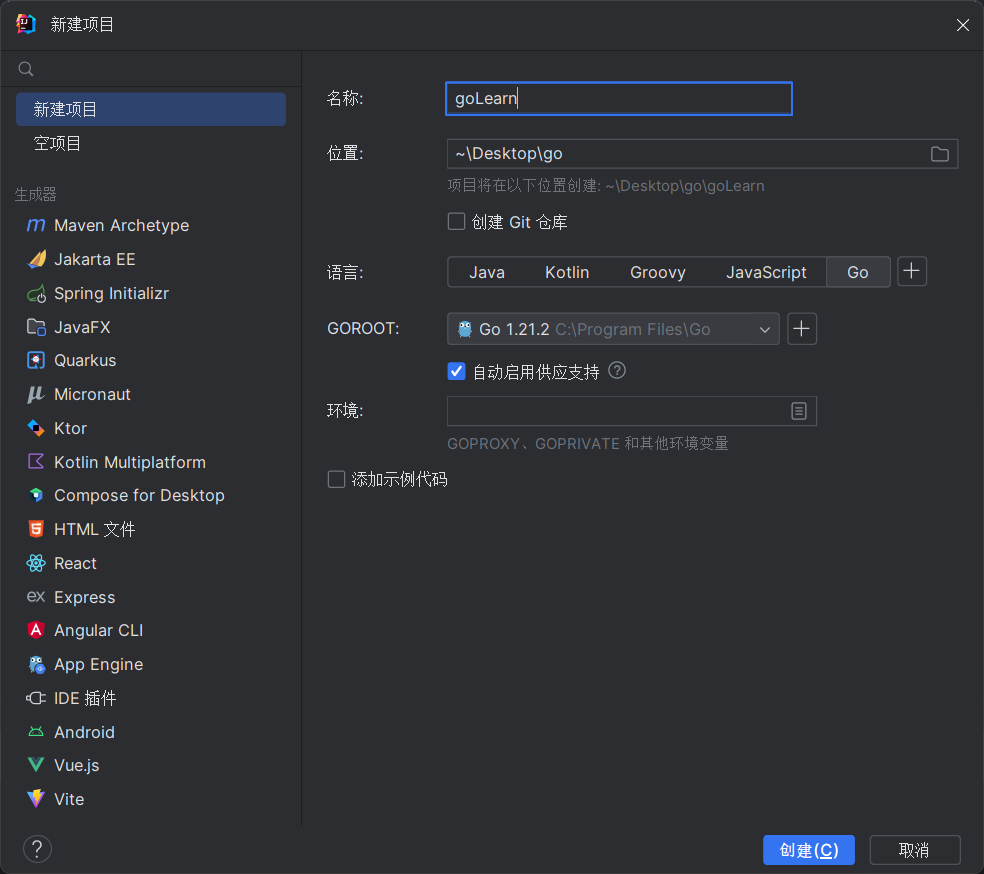 新建项目
新建项目
空项目
生成器
Maven Archetype
Jakarta EE
Spring Initializr
JavaFX
Quarkus
Micronaut
Ktor
Kotlin Multiplatform
Compose for Desktop
HTML 文件
React
Express
Angular CLI
App Engine
IDE 插件
Android
Vue.js
Vite
名称:
goLearn
位置:
~\Desktop\go
项目将在以下位置创建: ~\Desktop\go\goLearn
创建 Git 仓库
语言:
Java Kotlin Groovy JavaScript Go
GOROOT:
Go 1.21.2 C:\Program Files\Go
自动启用供应支持
环境:
GOPROXY、GOPRIVATE 和其他环境变量
添加示例代码
创建(C)
取消